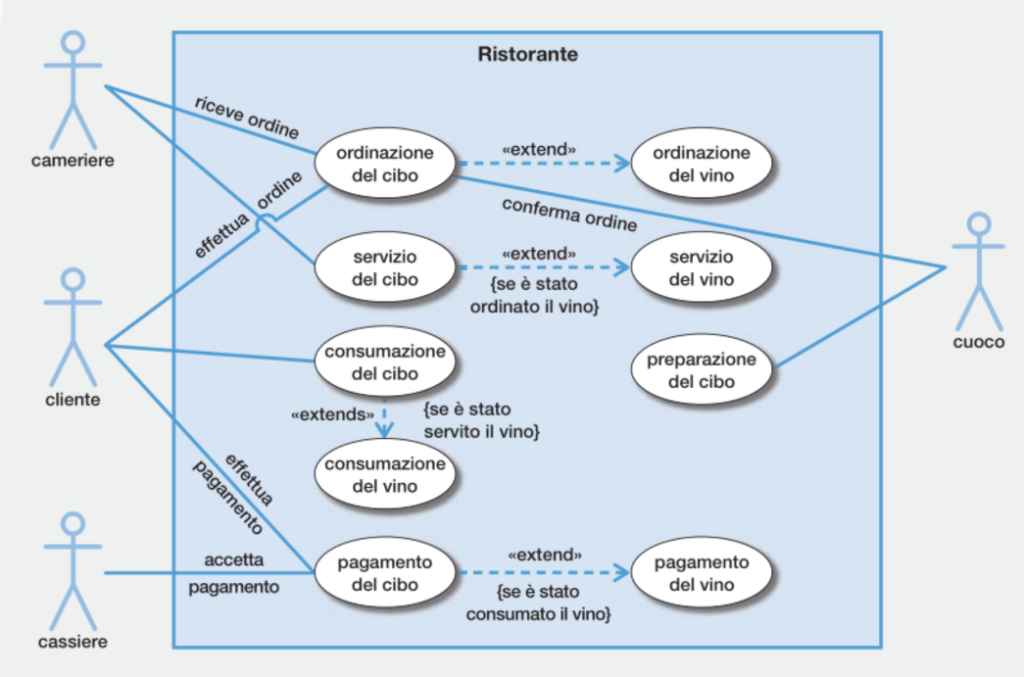 Ristorante
cameriere
riceve ordine
ordinazione
del cibo
«extend»
ordinazione
del vino
effettua ordine
conferma ordine
servizio
del cibo
«extend»
{se è stato
ordinato il vino}
servizio
del vino
cliente
cuoco
consumazione
del cibo
preparazione
del cibo
«extends»
{se è stato
servito il vino}
consumazione
del vino
effettua
pagamento
accetta
pagamento
pagamento
del cibo
«extend»
{se è stato
consumato il vino}
pagamento
del vino
cassiere